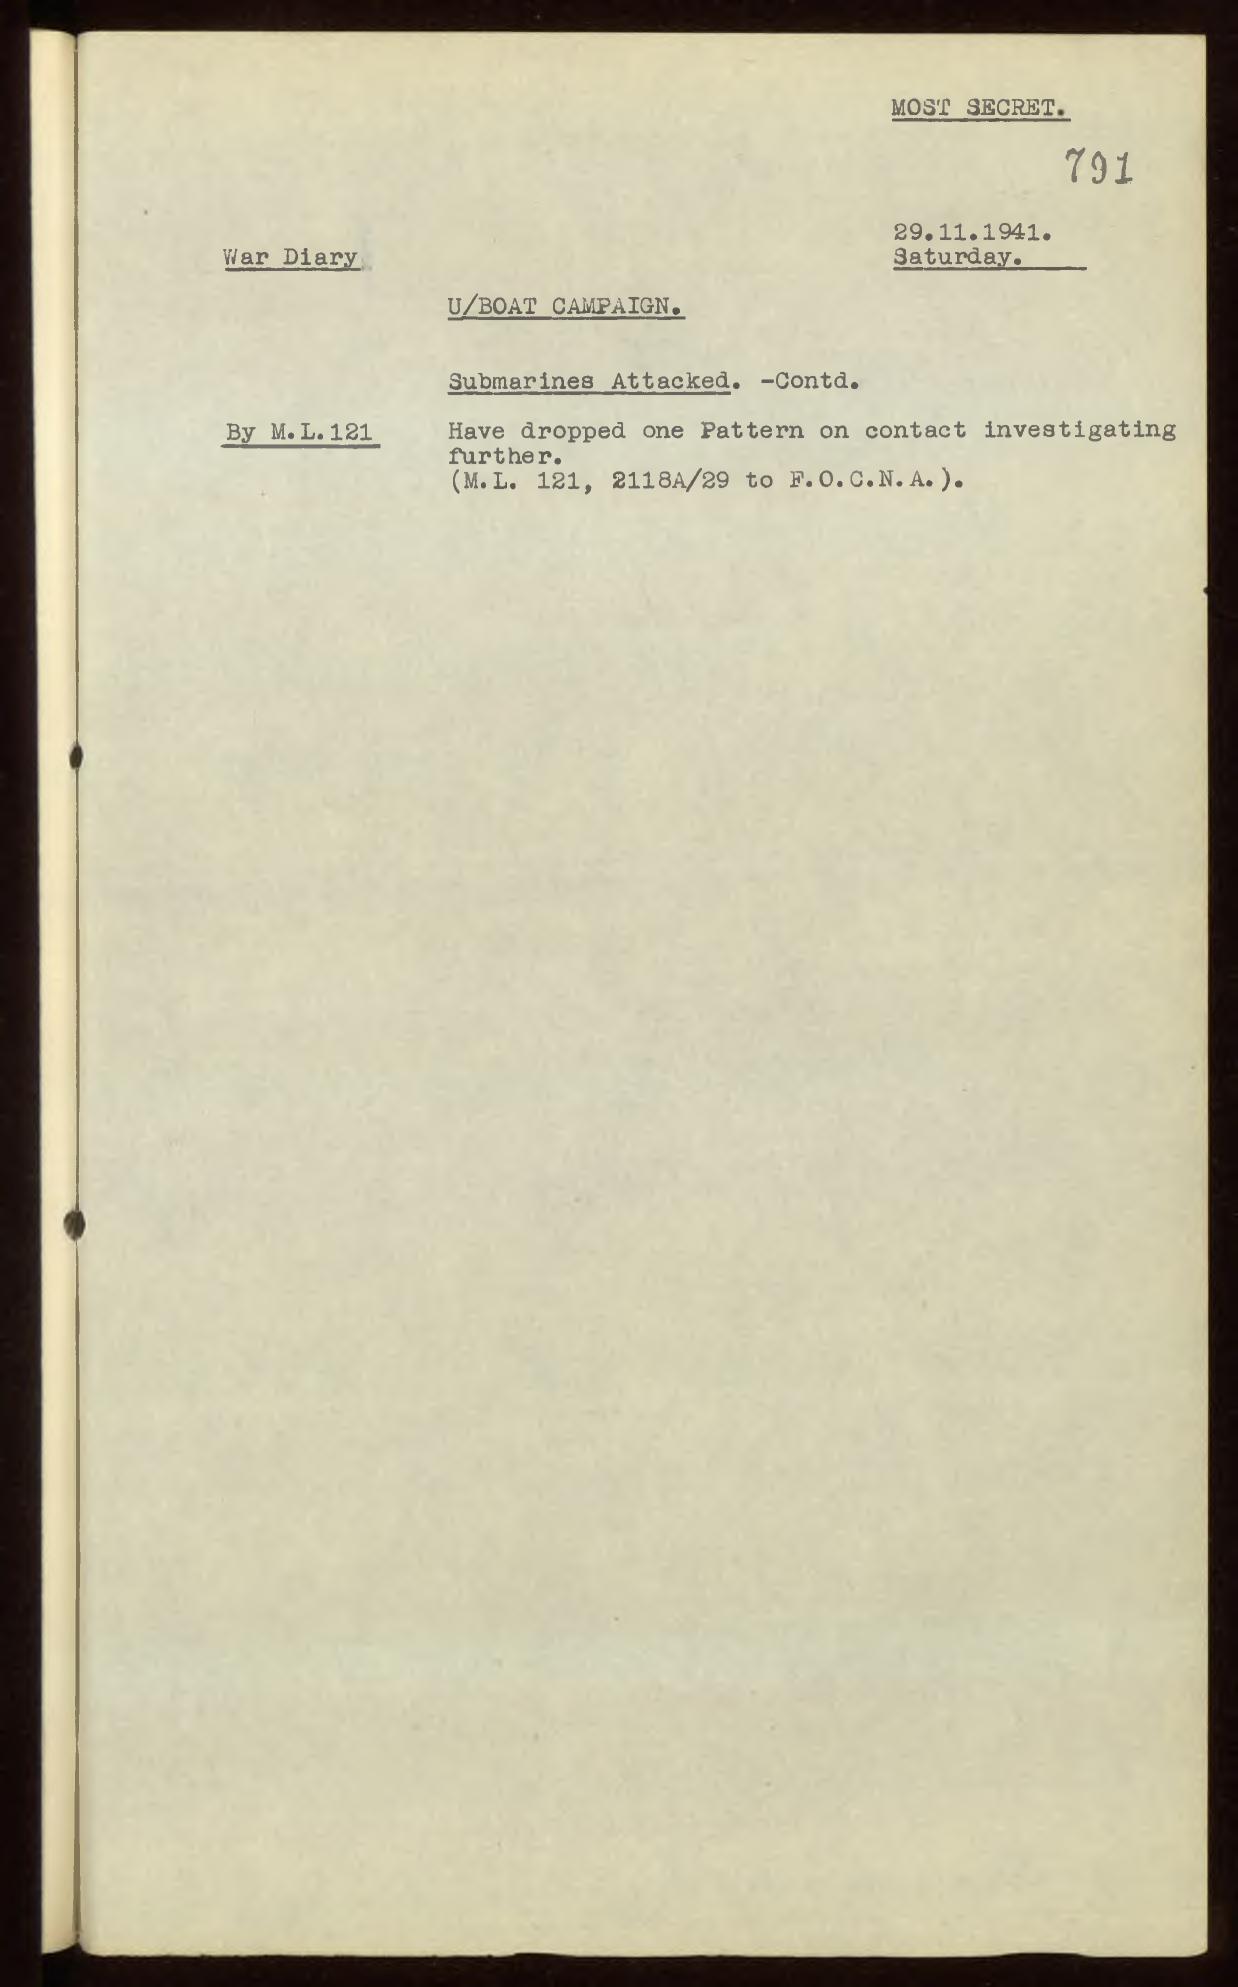 MOST SECRET.
791
29.11.1941.
War Diary
Saturday.
U/BOAT CAMPAIGN.
Submarines Attacked. -Contd.
By M.L.121
Have dropped one Pattern on contact investigating
further.
(M.L. 121, 2118A/29 to F.O.C.N.A.).